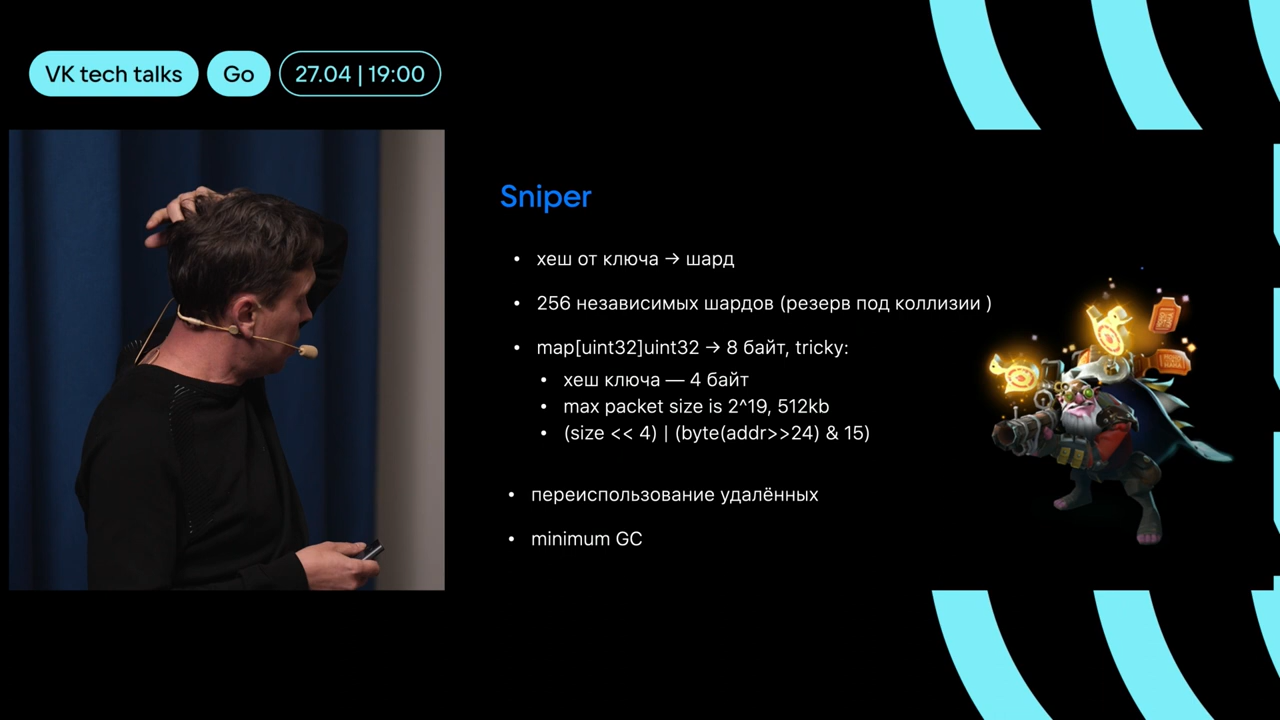 VK tech talks Go 27.04 | 19:00
Sniper
• хеш от ключа → шард
• 256 независимых шардов (резерв под коллизии )
• map[uint32]uint32 → 8 байт, tricky:
• хеш ключа — 4 байт
• max packet size is 2^19, 512kb
• (size << 4) | (byte(addr>>24) & 15)
• переиспользование удалённых
• minimum GC